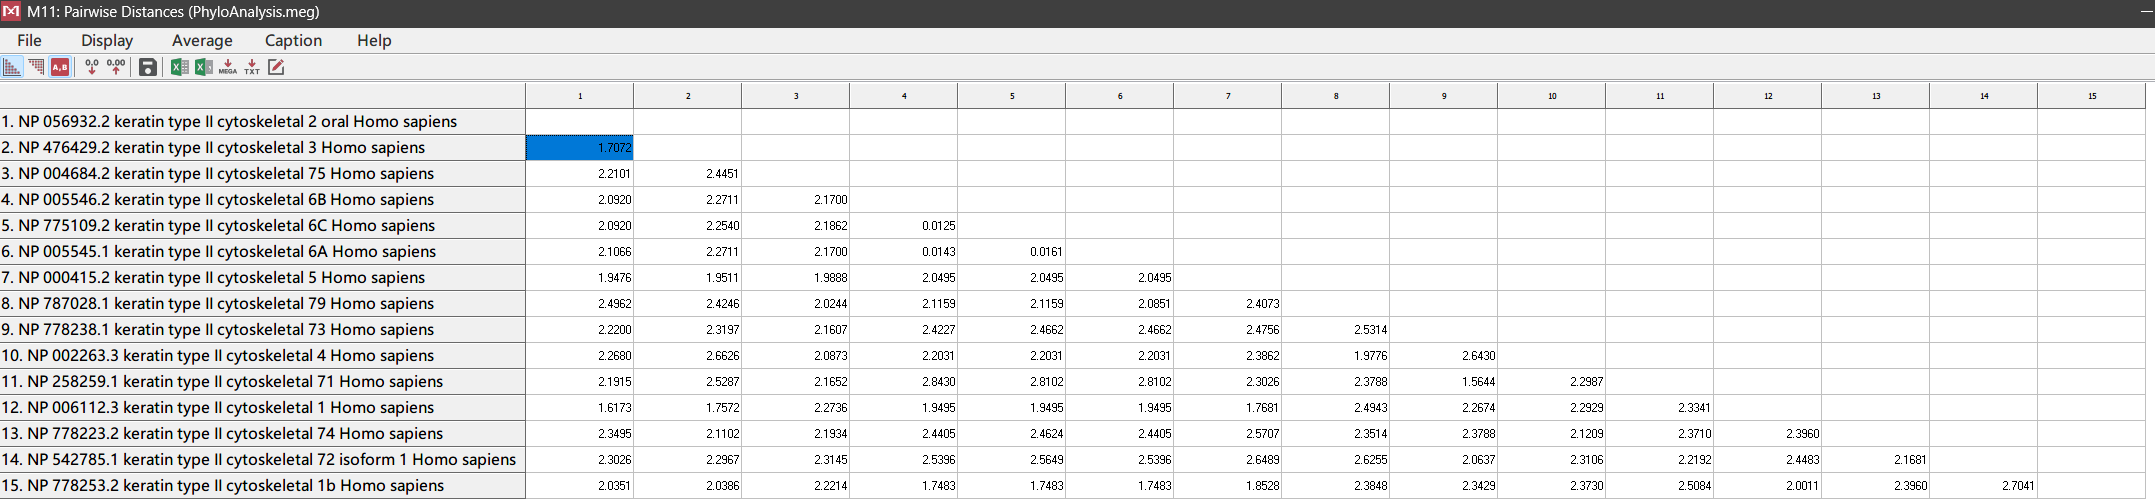 M11: Pairwise Distances (PhyloAnalysis.meg)
File Display Average Caption Help
A,B 0.0 0.00 X X MEGA TXT
1 2 3 4 5 6 7 8 9 10 11 12 13 14 15
1. NP 056932.2 keratin type II cytoskeletal 2 oral Homo sapiens
2. NP 476429.2 keratin type II cytoskeletal 3 Homo sapiens 1.7072
3. NP 004684.2 keratin type II cytoskeletal 75 Homo sapiens 2.2101 2.4451
4. NP 005546.2 keratin type II cytoskeletal 6B Homo sapiens 2.0920 2.2711 2.1700
5. NP 775109.2 keratin type II cytoskeletal 6C Homo sapiens 2.0920 2.2540 2.1862 0.0125
6. NP 005545.1 keratin type II cytoskeletal 6A Homo sapiens 2.1066 2.2711 2.1700 0.0143 0.0161
7. NP 000415.2 keratin type II cytoskeletal 5 Homo sapiens 1.9476 1.9511 1.9888 2.0495 2.0495 2.0495
8. NP 787028.1 keratin type II cytoskeletal 79 Homo sapiens 2.4962 2.4246 2.0244 2.1159 2.1159 2.0851 2.4073
9. NP 778238.1 keratin type II cytoskeletal 73 Homo sapiens 2.2200 2.3197 2.1607 2.4227 2.4662 2.4662 2.4756 2.5314
10. NP 002263.3 keratin type II cytoskeletal 4 Homo sapiens 2.2680 2.6626 2.0873 2.2031 2.2031 2.2031 2.3862 1.9776 2.6430
11. NP 258259.1 keratin type II cytoskeletal 71 Homo sapiens 2.1915 2.5287 2.1652 2.8430 2.8102 2.8102 2.3026 2.3788 1.5644 2.2987
12. NP 006112.3 keratin type II cytoskeletal 1 Homo sapiens 1.6173 1.7572 2.2736 1.9495 1.9495 1.9495 1.7681 2.4943 2.2674 2.2929 2.3341
13. NP 778223.2 keratin type II cytoskeletal 74 Homo sapiens 2.3495 2.1102 2.1934 2.4405 2.4624 2.4405 2.5707 2.3514 2.3788 2.1209 2.3710 2.3960
14. NP 542785.1 keratin type II cytoskeletal 72 isoform 1 Homo sapiens 2.3026 2.2967 2.3145 2.5396 2.5649 2.5396 2.6489 2.6255 2.0637 2.3106 2.2192 2.4483 2.1681
15. NP 778253.2 keratin type II cytoskeletal 1b Homo sapiens 2.0351 2.0386 2.2214 1.7483 1.7483 1.7483 1.8528 2.3848 2.3429 2.3730 2.5084 2.0011 2.3960 2.7041